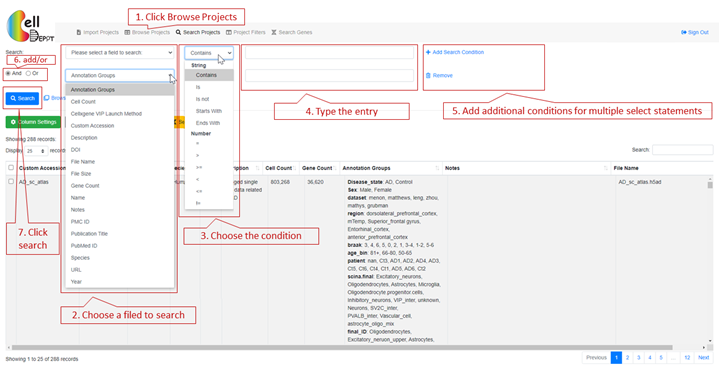 Cell
DEPOT
1. Click Browse Projects
Import Projects Browse Projects Search Projects Project Filters Search Genes
Sign Out
Search:
Please select a field to search:
Contains
Add Search Condition
6. add/or
And Or
Annotation Groups
Remove
Search
Brows
4. Type the entry
5. Add additional conditions for multiple select statements
Column Settings
Showing 288 records.
Display 25 records
Search:
Annotation Groups
Cell Count
Cellxgene VIP Launch Method
Custom Accession
Description
DOI
File Name
File Size
Gene Count
Name
Notes
PMC ID
Publication Title
PubMed ID
Species
URL
Year
String
Contains
Is
Is not
Starts With
Ends With
Number
=
>
>=
<
<=
!=
Custom Accession
Cell Count Gene Count Annotation Groups Notes File Name
AD_sc_atlas
803,268 36,620
Disease_state: AD, Control
Sex: Male, Female
dataset: menon, mathys, leng, zhou,
mathys, grubman
region: dorsolateral_prefrontal_cortex,
mTemp, Superior_frontal gyrus,
Entorhinal_cortex,
anterior_prefrontal_cortex
braak: 3, 4, 6, 5, 0, 2, 1, 3-4, 1-2, 5-6
age_bin: 81+, 66-80, 50-65
patient: nan, Ct3, AD1, AD2, AD4, AD3,
Ct5, Ct6, Ct4, Ct1, AD5, AD6, Ct2
scina.final: Excitatory_neurons,
Oligodendrocytes, Astrocytes, Microglia,
Oligodendrocyte.progenitor.cells,
Inhibitory_neurons, VIP_inter, unknown,
Neurons, SV2C_inter,
PVALB_inter, Vascular_cell,
astrocyte_oligo_mix
final_ID: Oligodendrocytes,
Excitatory_neruon_upper, Astrocytes,
AD_sc_atlas.h5ad
7. Click
search
3. Choose the condition
2. Choose a filed to search
Showing 1 to 25 of 288 records
Previous 1 2 3 4 5 ... 12 Next